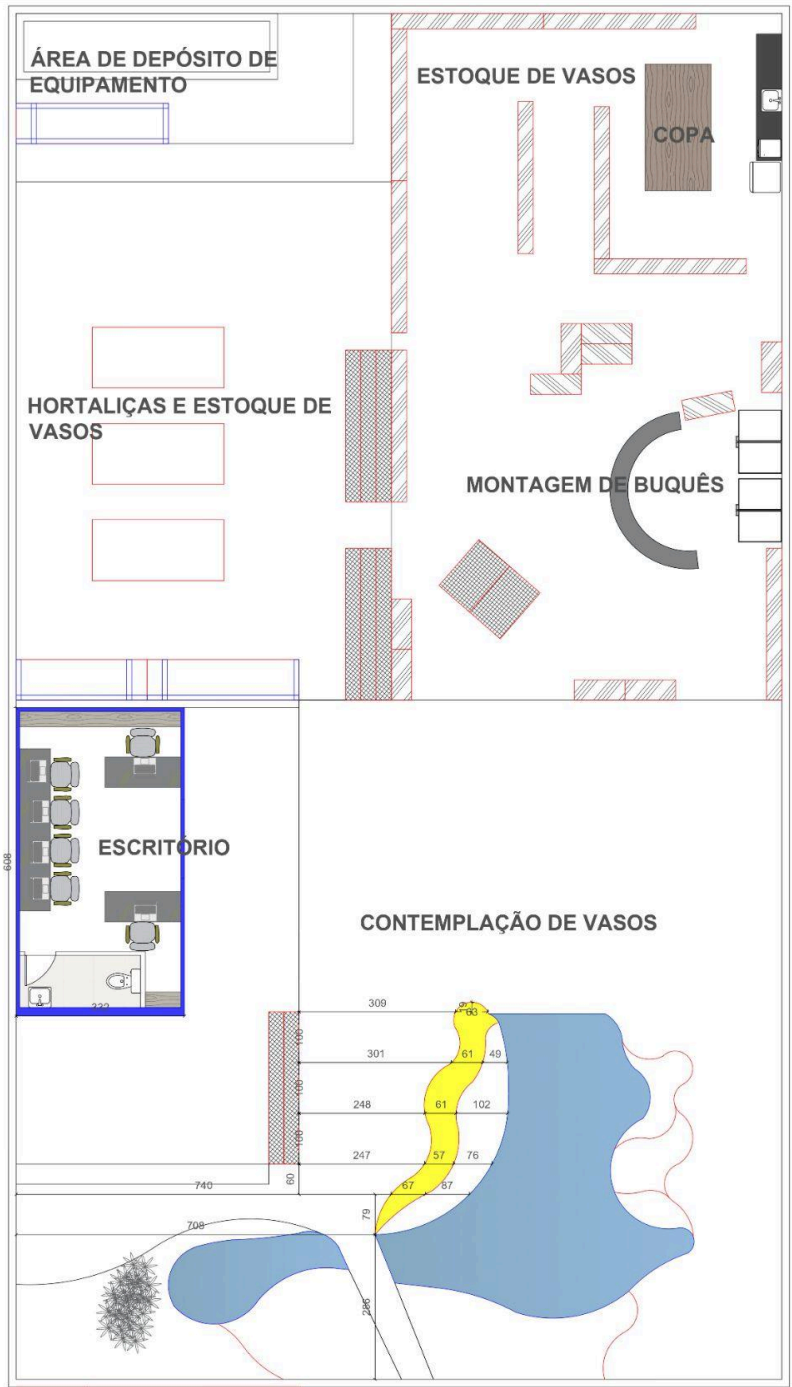 ÁREA DE DEPÓSITO DE
EQUIPAMENTO
ESTOQUE DE VASOS
COPA
HORTALIÇAS E ESTOQUE DE
VASOS
MONTAGEM DE BUQUÊS
608
ESCRITÓRIO
CONTEMPLAÇÃO DE VASOS
332
309
63
100
301
61
49
100
248
61
102
100
247
57
76
60
740
67
87
79
708
286